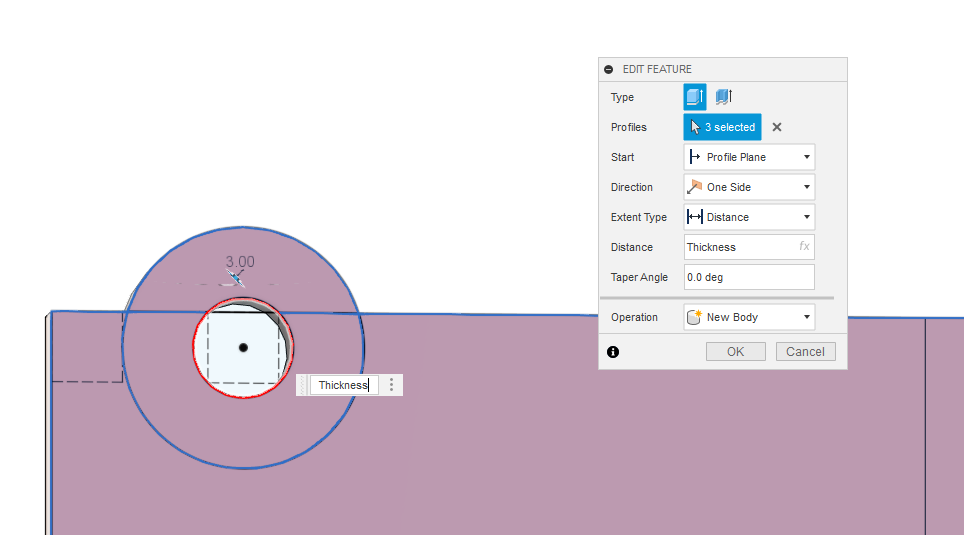 EDIT FEATURE
Type
Profiles
3 selected
Start
Profile Plane
Direction
One Side
Extent Type
Distance
Distance
Thickness
fx
Taper Angle
0.0 deg
Operation
New Body
OK
Cancel
3.00
Thickness